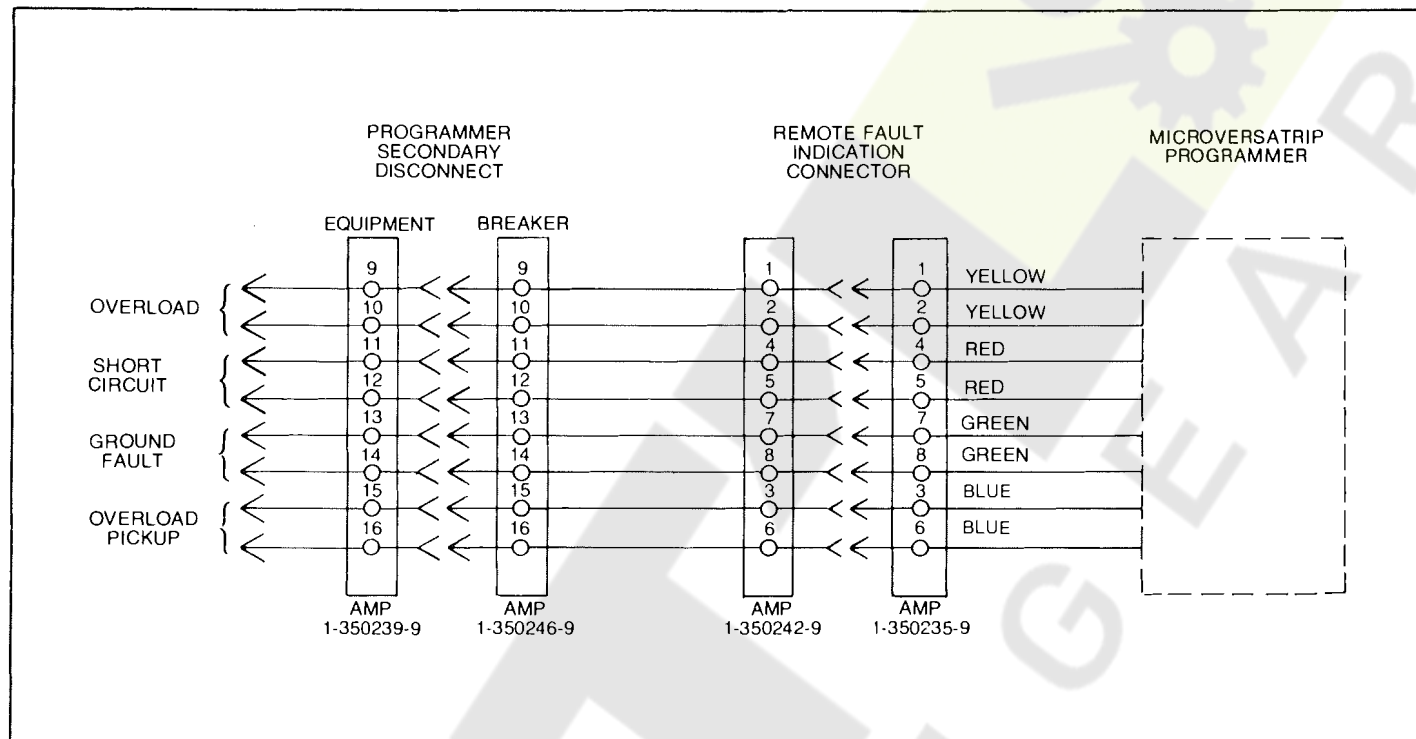 PROGRAMMER
SECONDARY
DISCONNECT
REMOTE FAULT
INDICATION
CONNECTOR
MICROVERSATRIP
PROGRAMMER
EQUIPMENT BREAKER
OVERLOAD
SHORT
CIRCUIT
GROUND
FAULT
OVERLOAD
PICKUP
9 9 1 1 YELLOW
10 10 2 2 YELLOW
11 11 4 4 RED
12 12 5 5 RED
13 13 7 7 GREEN
14 14 8 8 GREEN
15 15 3 3 BLUE
16 16 6 6 BLUE
AMP
1-350239-9
AMP
1-350246-9
AMP
1-350242-9
AMP
1-350235-9